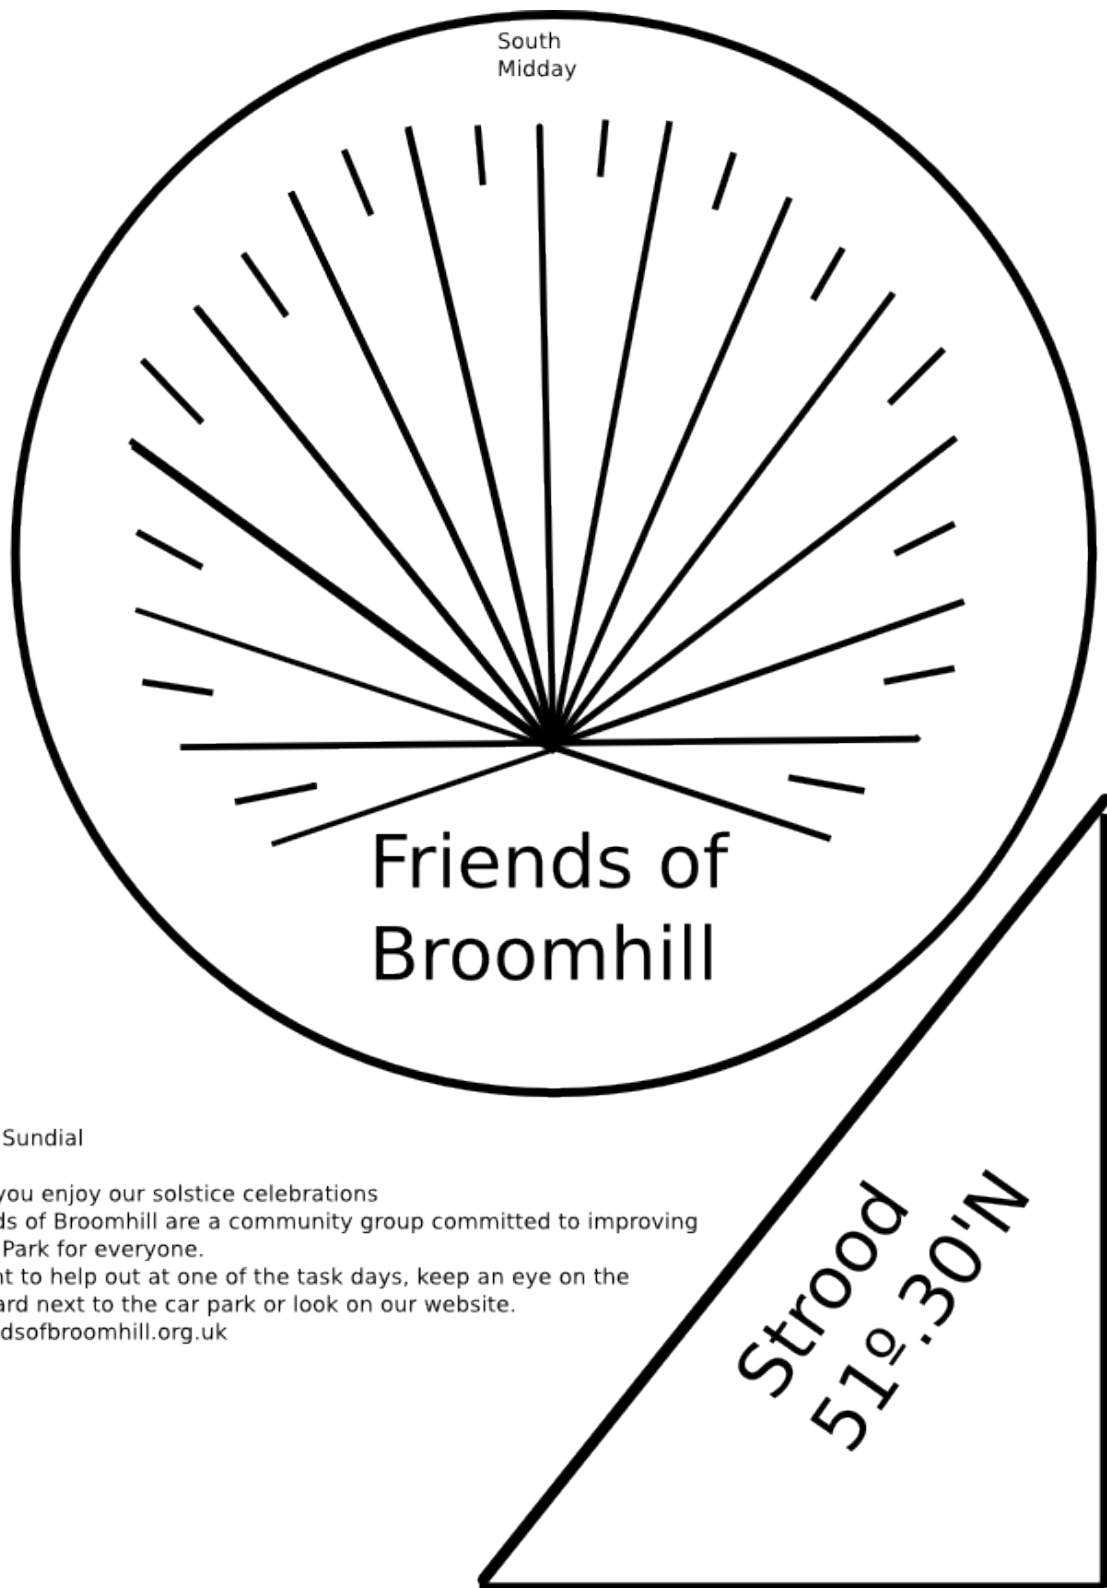 South
Midday
Friends of
Broomhill
Sundial
you enjoy our solstice celebrations
ds of Broomhill are a community group committed to improving
Park for everyone.
nt to help out at one of the task days, keep an eye on the
ard next to the car park or look on our website.
dsofbroomhill.org.uk
Strood
51º.30'N